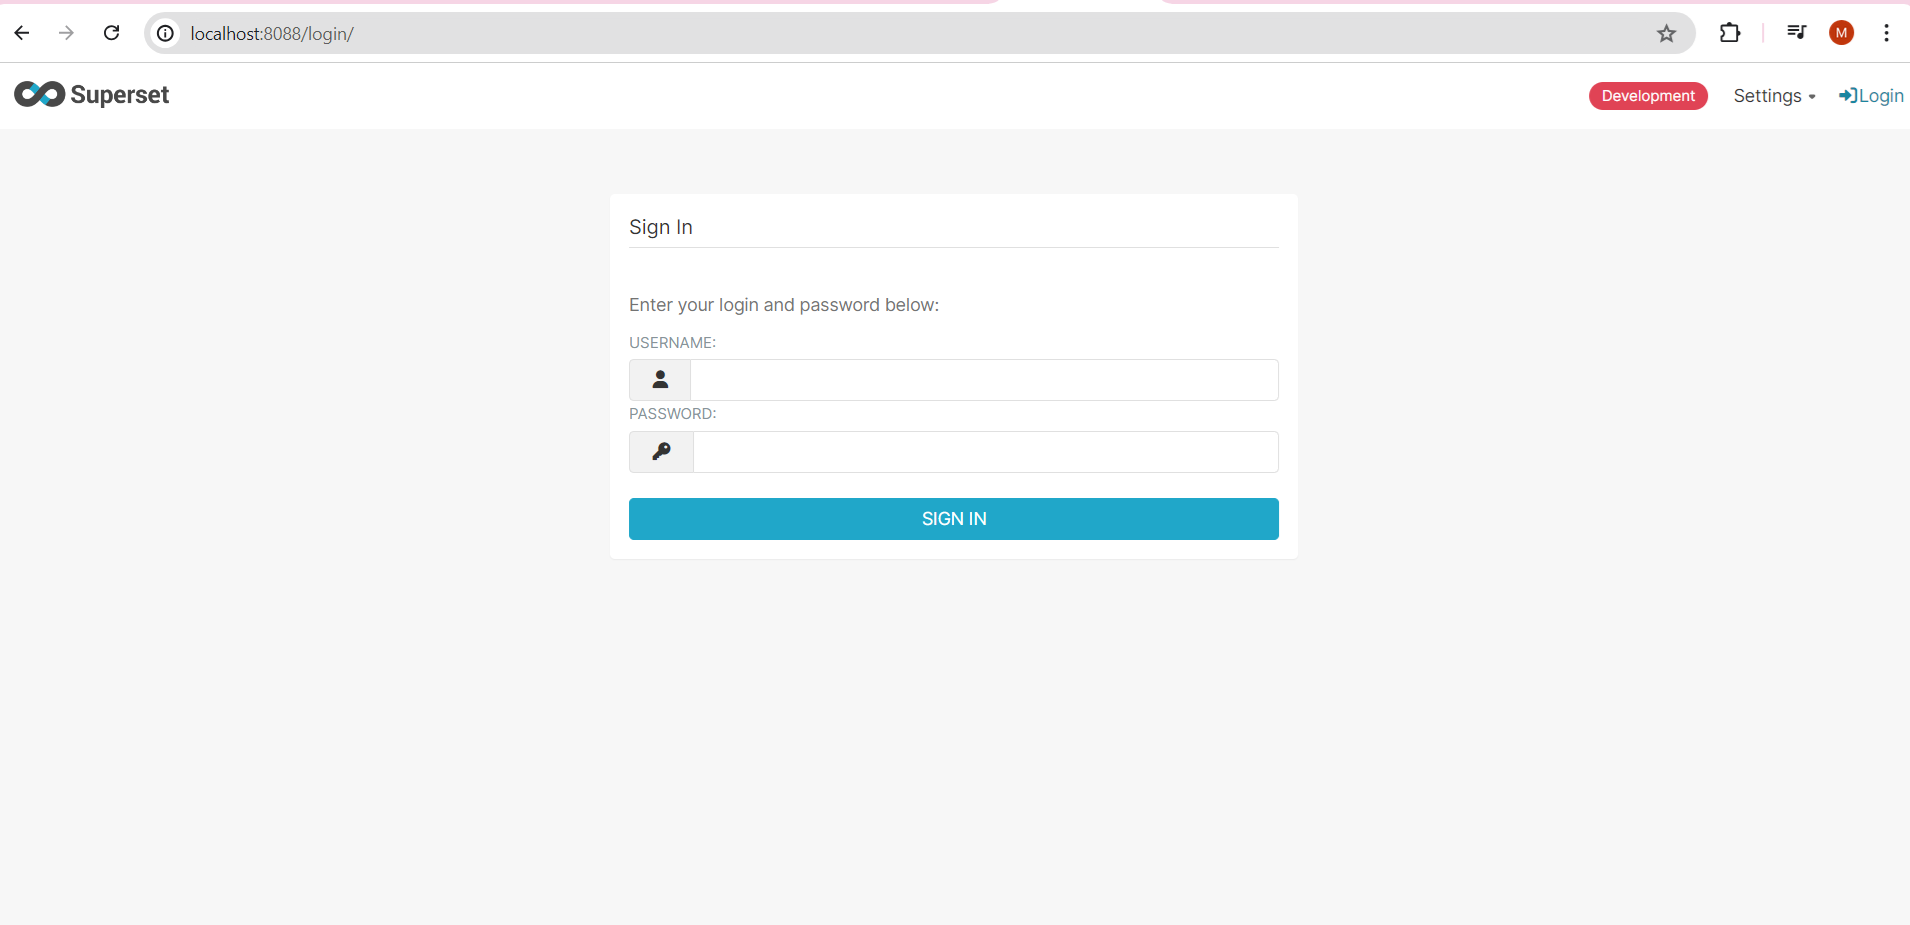 localhost:8088/login/
M
Superset
Development
Settings
Login
Sign In
Enter your login and password below:
USERNAME:
PASSWORD:
SIGN IN